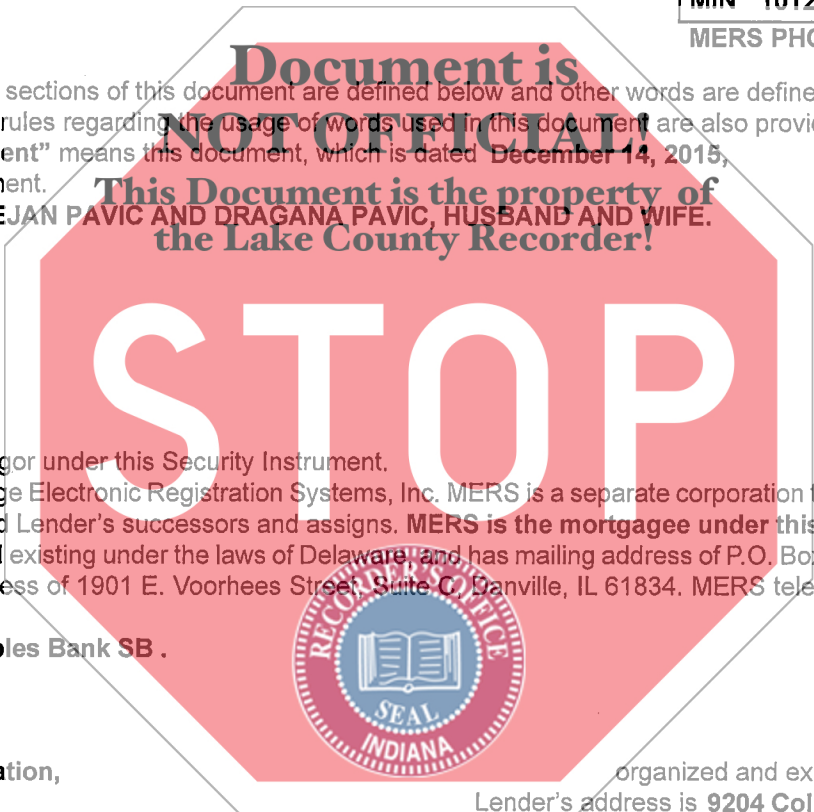 MIN 1012
MERS PHO
Document is
sections of this document are defined below and other words are define
rules regarding the usage of words used in this document are also provi
NOT OFFICIAL!
ent” means this document, which is dated December 14, 2015,
ent.
This Document is the property of
EJAN PAVIC AND DRAGANA PAVIC, HUSBAND AND WIFE.
the Lake County Recorder!
STOP
gor under this Security Instrument.
ge Electronic Registration Systems, Inc. MERS is a separate corporation
d Lender's successors and assigns. MERS is the mortgagee under this
existing under the laws of Delaware, and has mailing address of P.O. Box
ess of 1901 E. Voorhees Street, Suite C, Danville, IL 61834. MERS tele
RECORDER'S OFFICE
ples Bank SB .
SEAL
INDIANA
ation,
organized and ex
Lender's address is 9204 Col